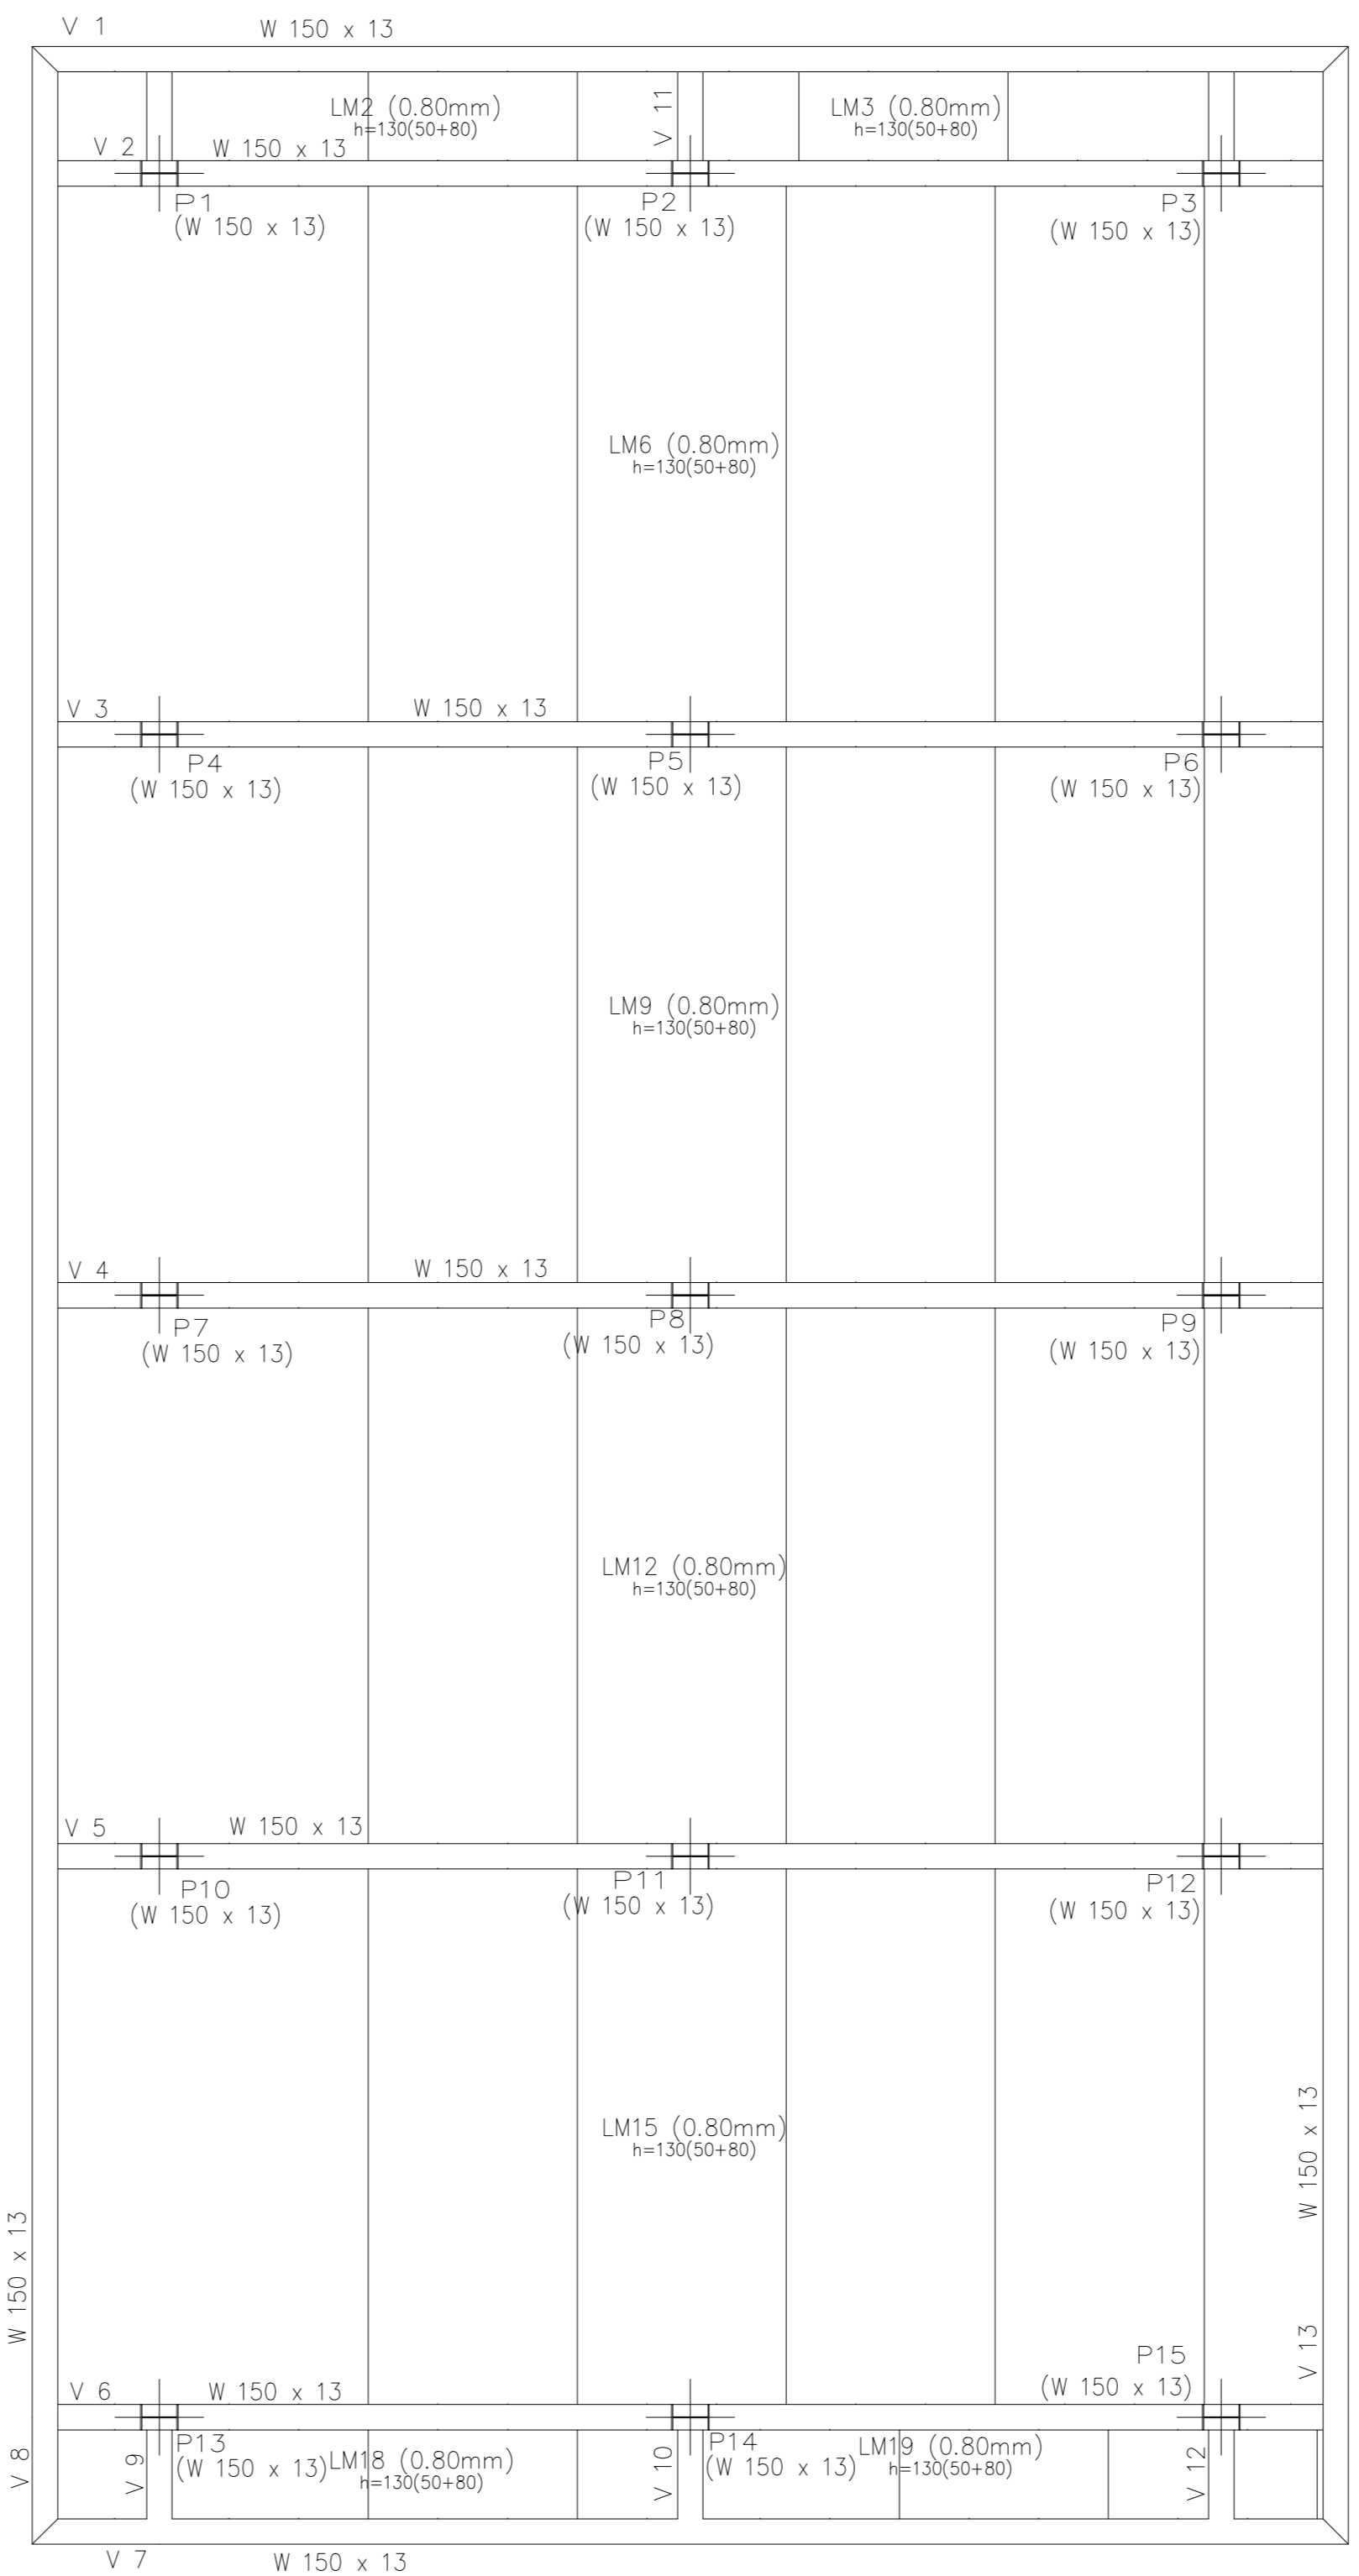 V 1
W 150 x 13
LM2 (0.80mm)
h=130(50+80)
V 11
LM3 (0.80mm)
h=130(50+80)
V 2
W 150 x 13
P1
(W 150 x 13)
P2
(W 150 x 13)
P3
(W 150 x 13)
LM6 (0.80mm)
h=130(50+80)
V 3
W 150 x 13
P4
(W 150 x 13)
P5
(W 150 x 13)
P6
(W 150 x 13)
LM9 (0.80mm)
h=130(50+80)
V 4
W 150 x 13
P7
(W 150 x 13)
P8
(W 150 x 13)
P9
(W 150 x 13)
LM12 (0.80mm)
h=130(50+80)
V 5
W 150 x 13
P10
(W 150 x 13)
P11
(W 150 x 13)
P12
(W 150 x 13)
LM15 (0.80mm)
h=130(50+80)
W 150 x 13
V 13
W 150 x 13
V 8
P15
(W 150 x 13)
V 6
W 150 x 13
V 9
P13
(W 150 x 13)
LM18 (0.80mm)
h=130(50+80)
V 10
P14
(W 150 x 13)
LM19 (0.80mm)
h=130(50+80)
V 12
V 7
W 150 x 13